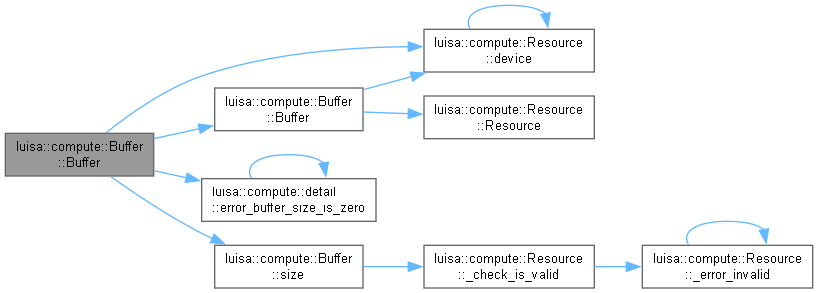 luisa::compute::Resource
::device
luisa::compute::Buffer
::Buffer
luisa::compute::Resource
::Resource
luisa::compute::Buffer
::Buffer
luisa::compute::detail
::error_buffer_size_is_zero
luisa::compute::Buffer
::size
luisa::compute::Resource
::_check_is_valid
luisa::compute::Resource
::_error_invalid